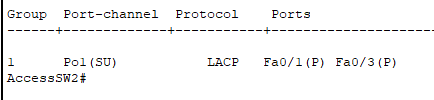 Group  Port-channel  Protocol    Ports
------+-------------+-----------+----------------------
1      Po1(SU)           LACP   Fa0/1(P) Fa0/3(P)
AccessSW2#